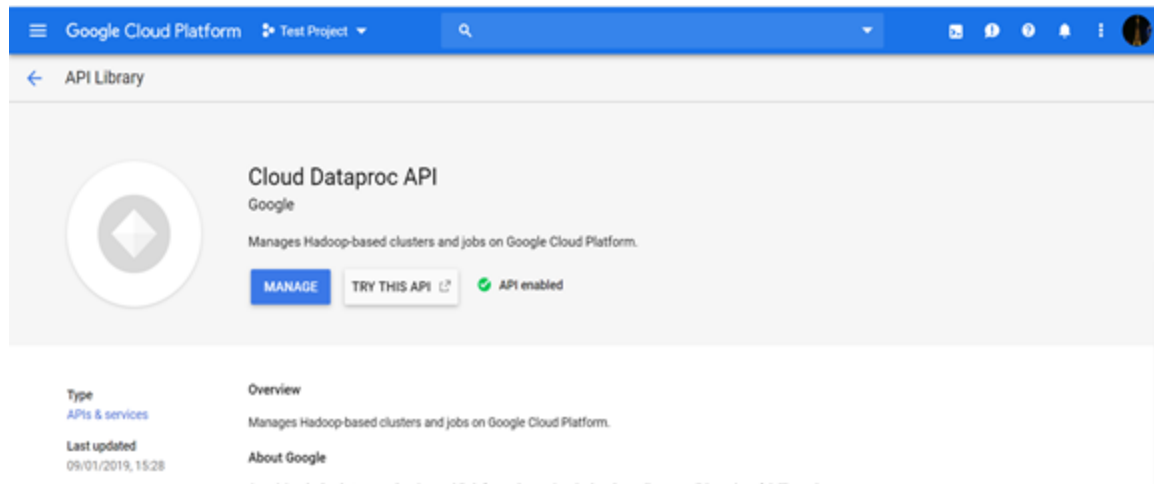 Google Cloud Platform Test Project
API Library
Cloud Dataproc API
Google
Manages Hadoop-based clusters and jobs on Google Cloud Platform.
MANAGE TRY THIS API API enabled
Type
APIs & services
Last updated
09/01/2019, 15:28
Overview
Manages Hadoop-based clusters and jobs on Google Cloud Platform.
About Google